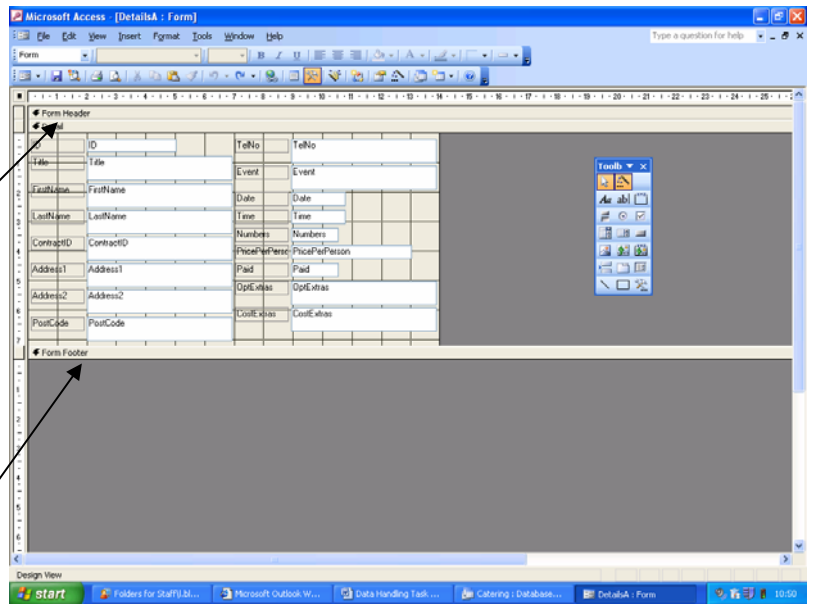 Microsoft Access - [DetailsA : Form]
File Edit View Insert Format Tools Window Help Type a question for help
Form
Form Header
ID ID TelNo TelNo
Title Title
Event Event
FirstName FirstName
Date Date
LastName LastName Time Time
Numbers Numbers
ContractID ContractID
PricePerPerso PricePerPerson
Address1 Address1 Paid Paid
OptExtras OptExtras
Address2 Address2
CostExtras CostExtras
PostCode PostCode
Form Footer
Toolb
Design View
start Folders for Staff\l.bl... Microsoft Outlook W... Data Handling Task ... Catering : Database... DetailsA : Form 10:50